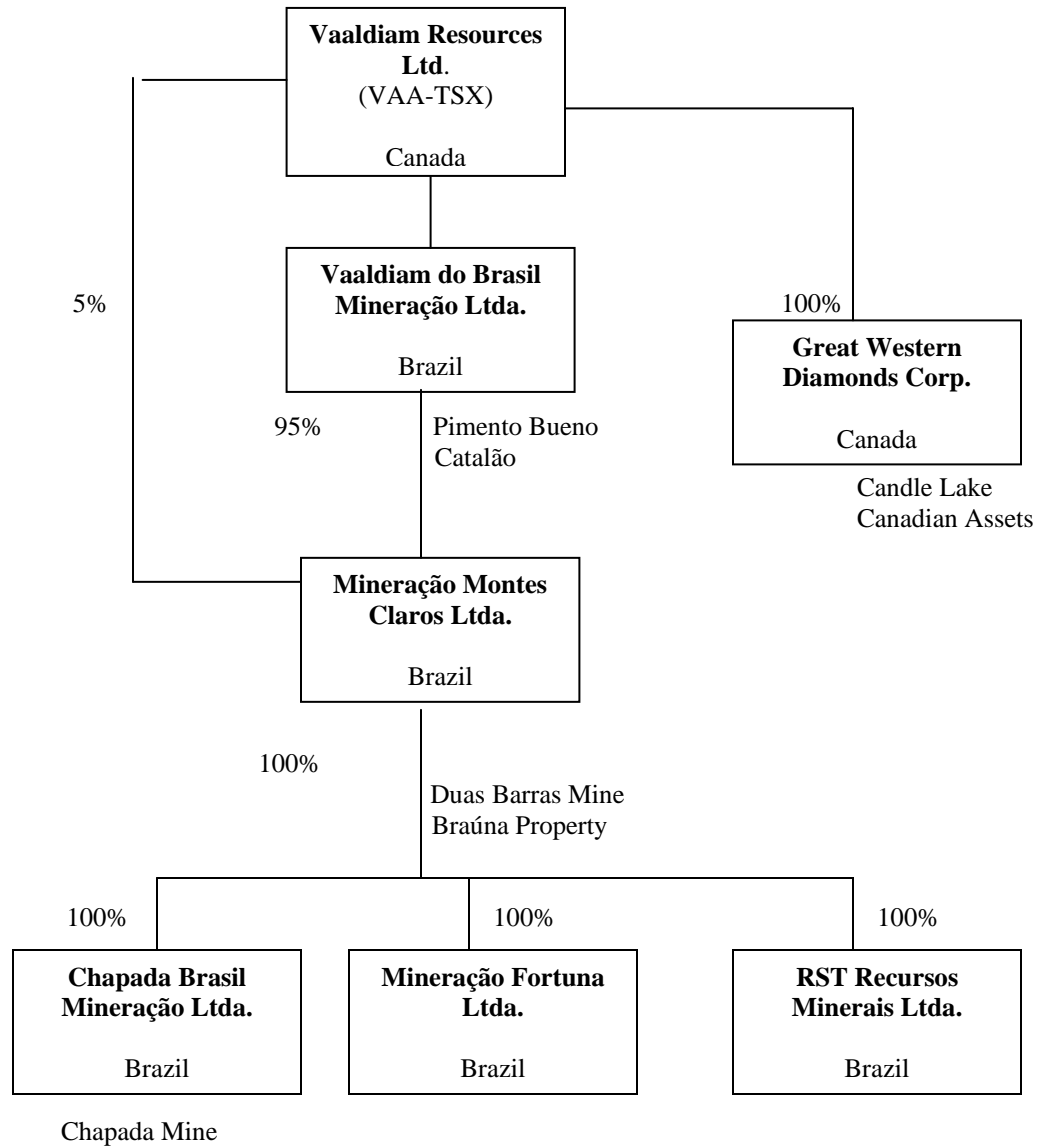 Vaaldiam Resources
Ltd.
(VAA-TSX)
Canada
Vaaldiam do Brasil
Mineração Ltda.
Brazil
5%
100%
Great Western
Diamonds Corp.
Canada
95%
Pimento Bueno
Catalão
Candle Lake
Canadian Assets
Mineração Montes
Claros Ltda.
Brazil
100%
Duas Barras Mine
Braúna Property
100%
100%
100%
Chapada Brasil
Mineração Ltda.
Brazil
Mineração Fortuna
Ltda.
Brazil
RST Recursos
Minerais Ltda.
Brazil
Chapada Mine